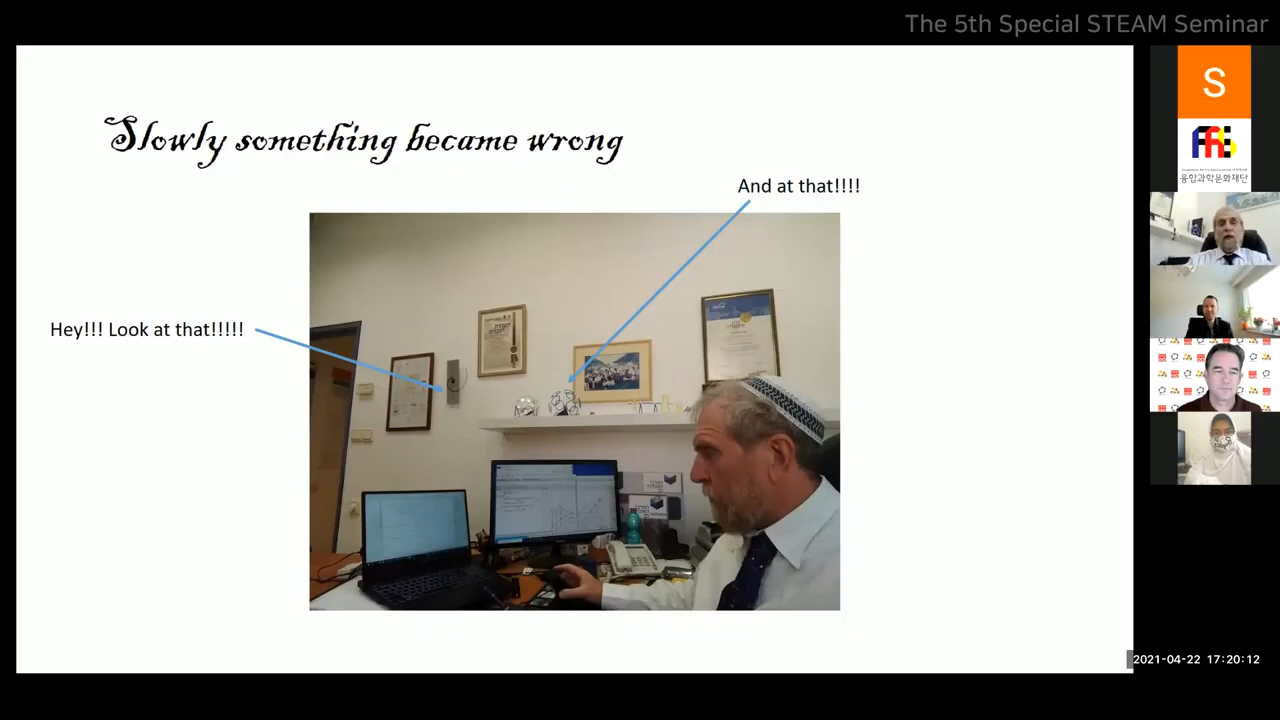 The 5th Special STEAM Seminar
Slowly something became wrong
And at that!!!!
Hey!!! Look at that!!!!!
S
융합과학문화재단
2021-04-22 17:20:12